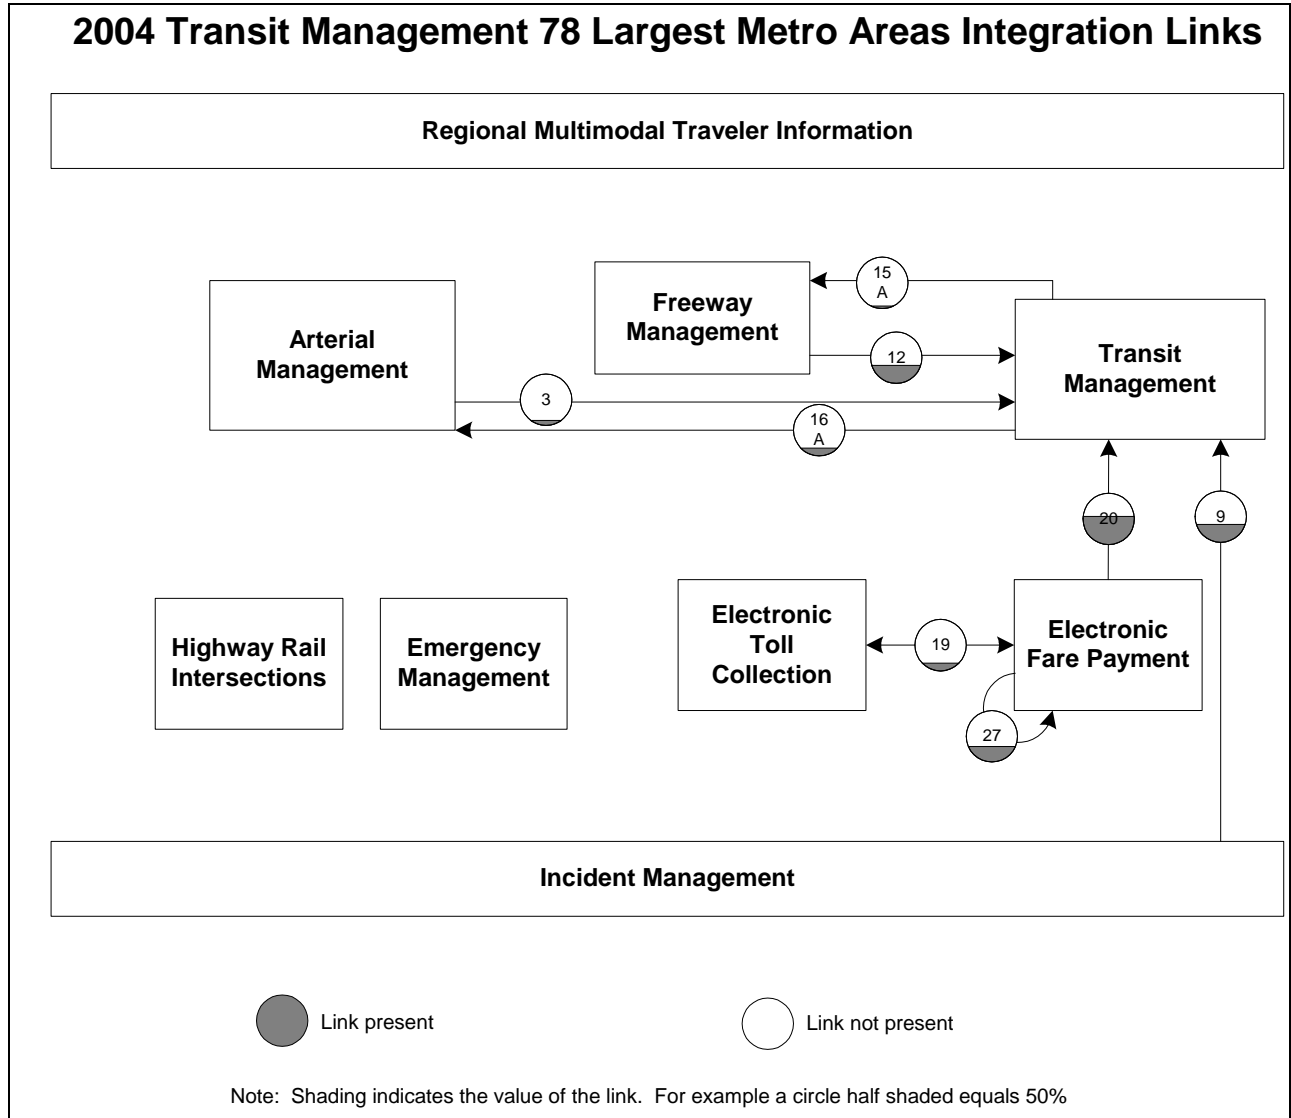 2004 Transit Management 78 Largest Metro Areas Integration Links
Regional Multimodal Traveler Information
15
A
Freeway
Management
Arterial
Management
12
Transit
Management
3
16
A
20
9
Highway Rail
Intersections
Emergency
Management
Electronic
Toll
Collection
19
Electronic
Fare Payment
27
Incident Management
Link present
Link not present
Note:  Shading indicates the value of the link.  For example a circle half shaded equals 50%